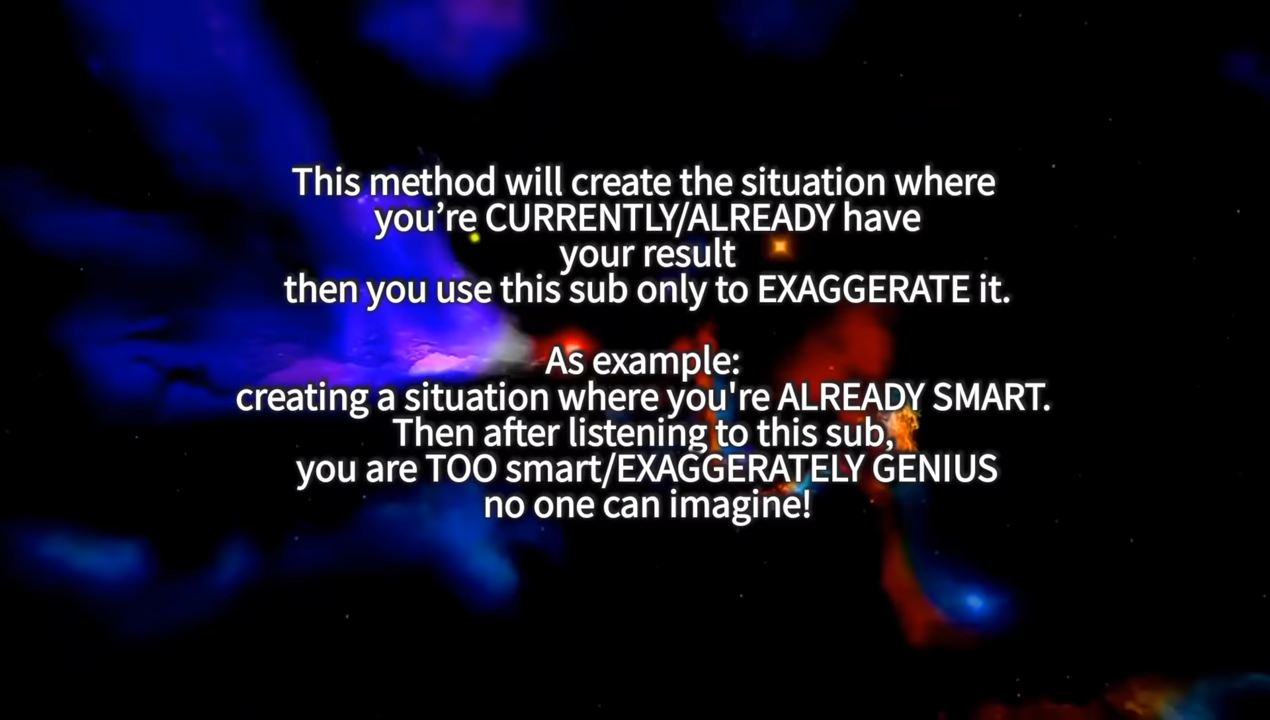 This method will create the situation where
you’re CURRENTLY/ALREADY have
your result
then you use this sub only to EXAGGERATE it.
As example:
creating a situation where you're ALREADY SMART.
Then after listening to this sub,
you are TOO smart/EXAGGERATELY GENIUS
no one can imagine!